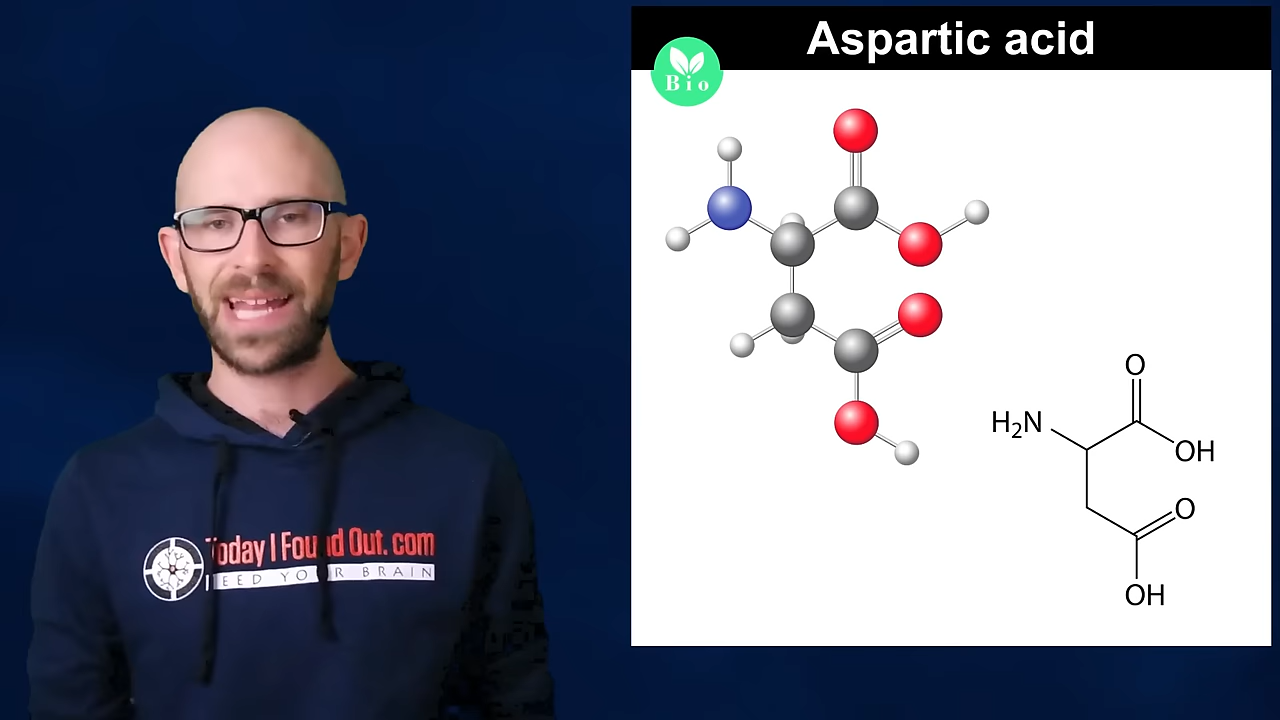 Aspartic acid
Bio
O
H₂N
OH
O
OH
Today I Found Out. com
FEED YOUR BRAIN